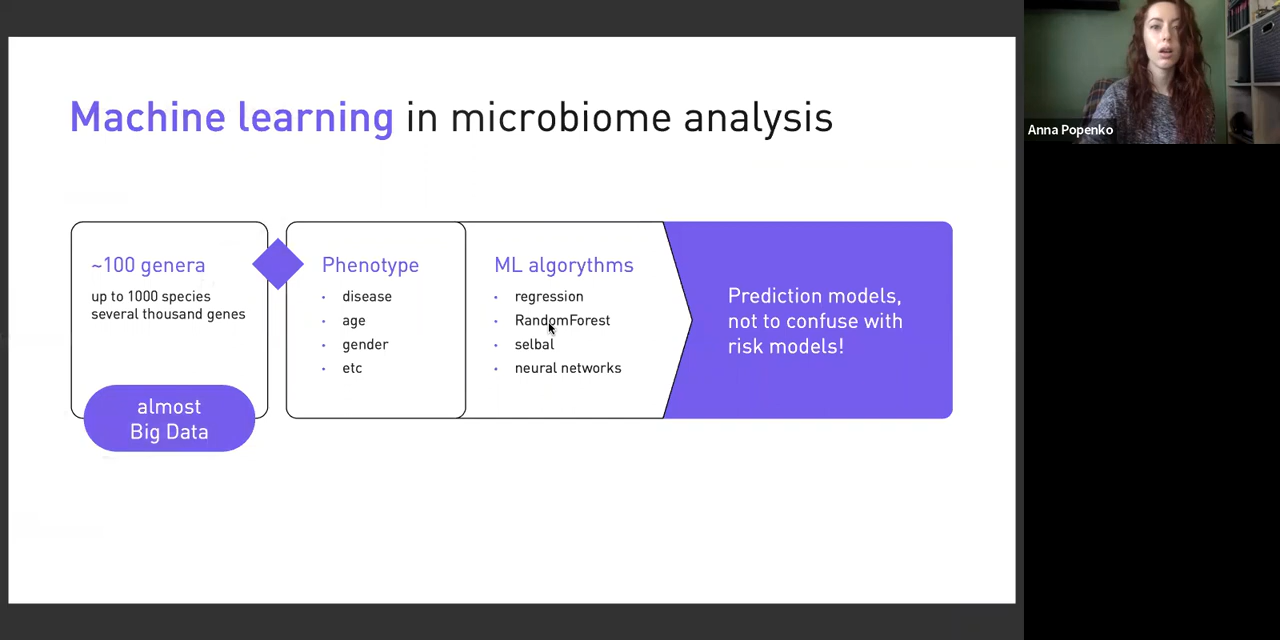 Machine learning in microbiome analysis
~100 genera
up to 1000 species
several thousand genes
almost
Big Data
Phenotype
disease
age
gender
etc
ML algorythms
regression
RandomForest
selbal
neural networks
Prediction models,
not to confuse with
risk models!
Anna Popenko